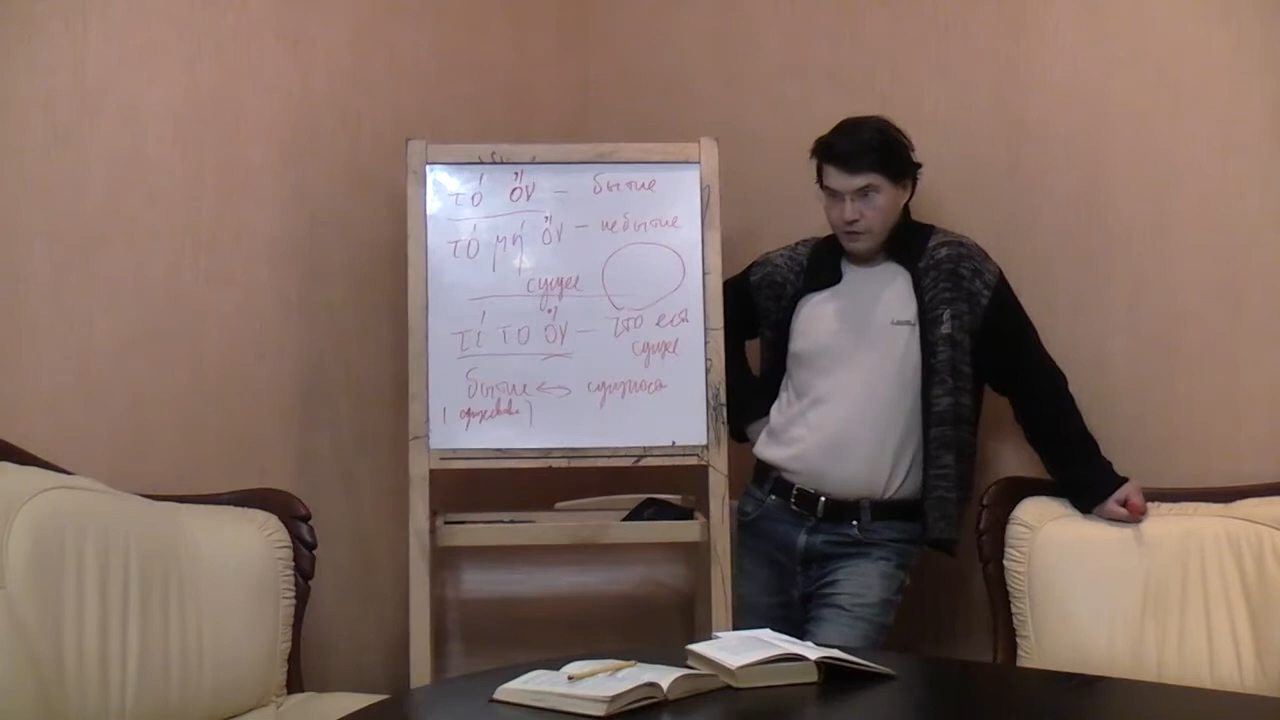 τό ὄν – бытие
τό μή ὄν – небытие
сущее
τί το ὄν – что есть
сущее
бытие ↔ сущность